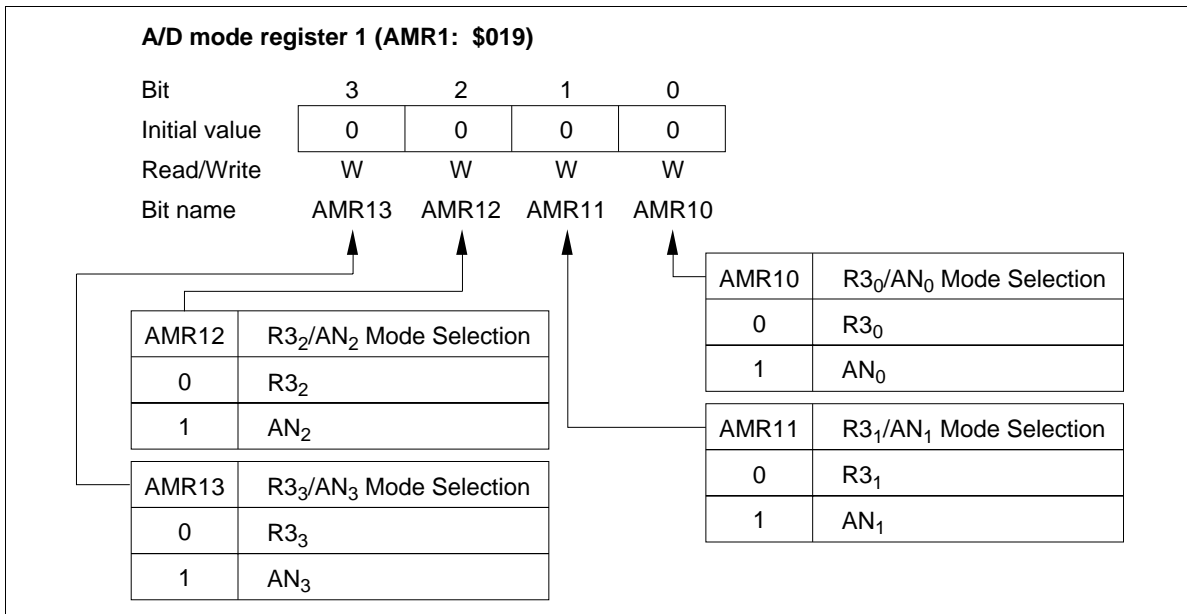 A/D mode register 1 (AMR1: $019)
Bit 3 2 1 0
Initial value 0 0 0 0
Read/Write W W W W
Bit name AMR13 AMR12 AMR11 AMR10
AMR10 R3₀/AN₀ Mode Selection
0 R3₀
1 AN₀
AMR12 R3₂/AN₂ Mode Selection
0 R3₂
1 AN₂
AMR11 R3₁/AN₁ Mode Selection
0 R3₁
1 AN₁
AMR13 R3₃/AN₃ Mode Selection
0 R3₃
1 AN₃